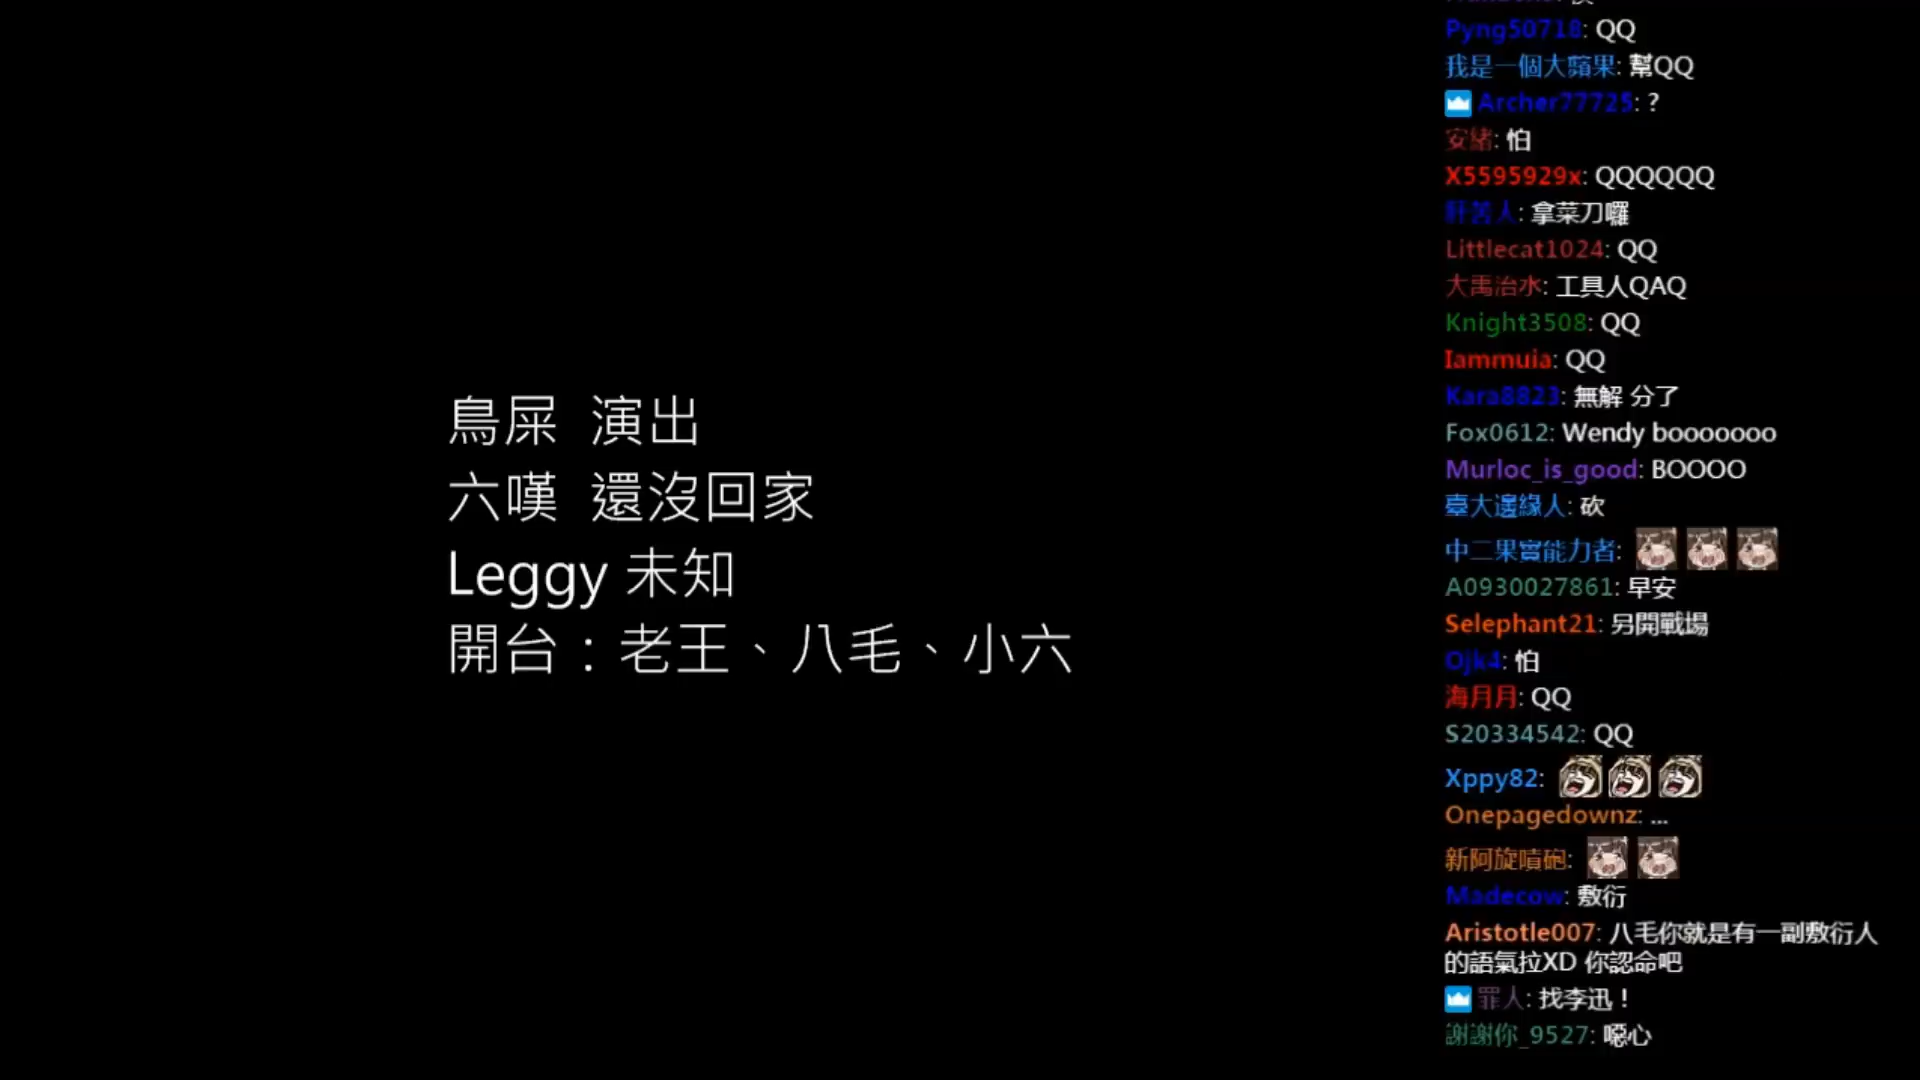 鳥屎 演出
六嘆 還沒回家
Leggy 未知
開台：老王、八毛、小六
Pyng50718: QQ
我是一個大蘋果: 幫QQ
Archer77725: ?
安緒: 怕
X5595929x: QQQQQQ
肝苦人: 拿菜刀囉
Littlecat1024: QQ
大禹治水: 工具人QAQ
Knight3508: QQ
Iammuia: QQ
Kara8823: 無解 分了
Fox0612: Wendy booooooo
Murloc_is_good: BOOOO
臺大邊緣人: 砍
中二果實能力者:
A0930027861: 早安
Selephant21: 另開戰場
Ojk4: 怕
海月月: QQ
S20334542: QQ
Xppy82:
Onepagedownz: ...
新阿旋噴砲:
Madecow: 敷衍
Aristotle007: 八毛你就是有一副敷衍人
的語氣拉XD 你認命吧
罪人: 找李迅！
謝謝你_9527: 噁心